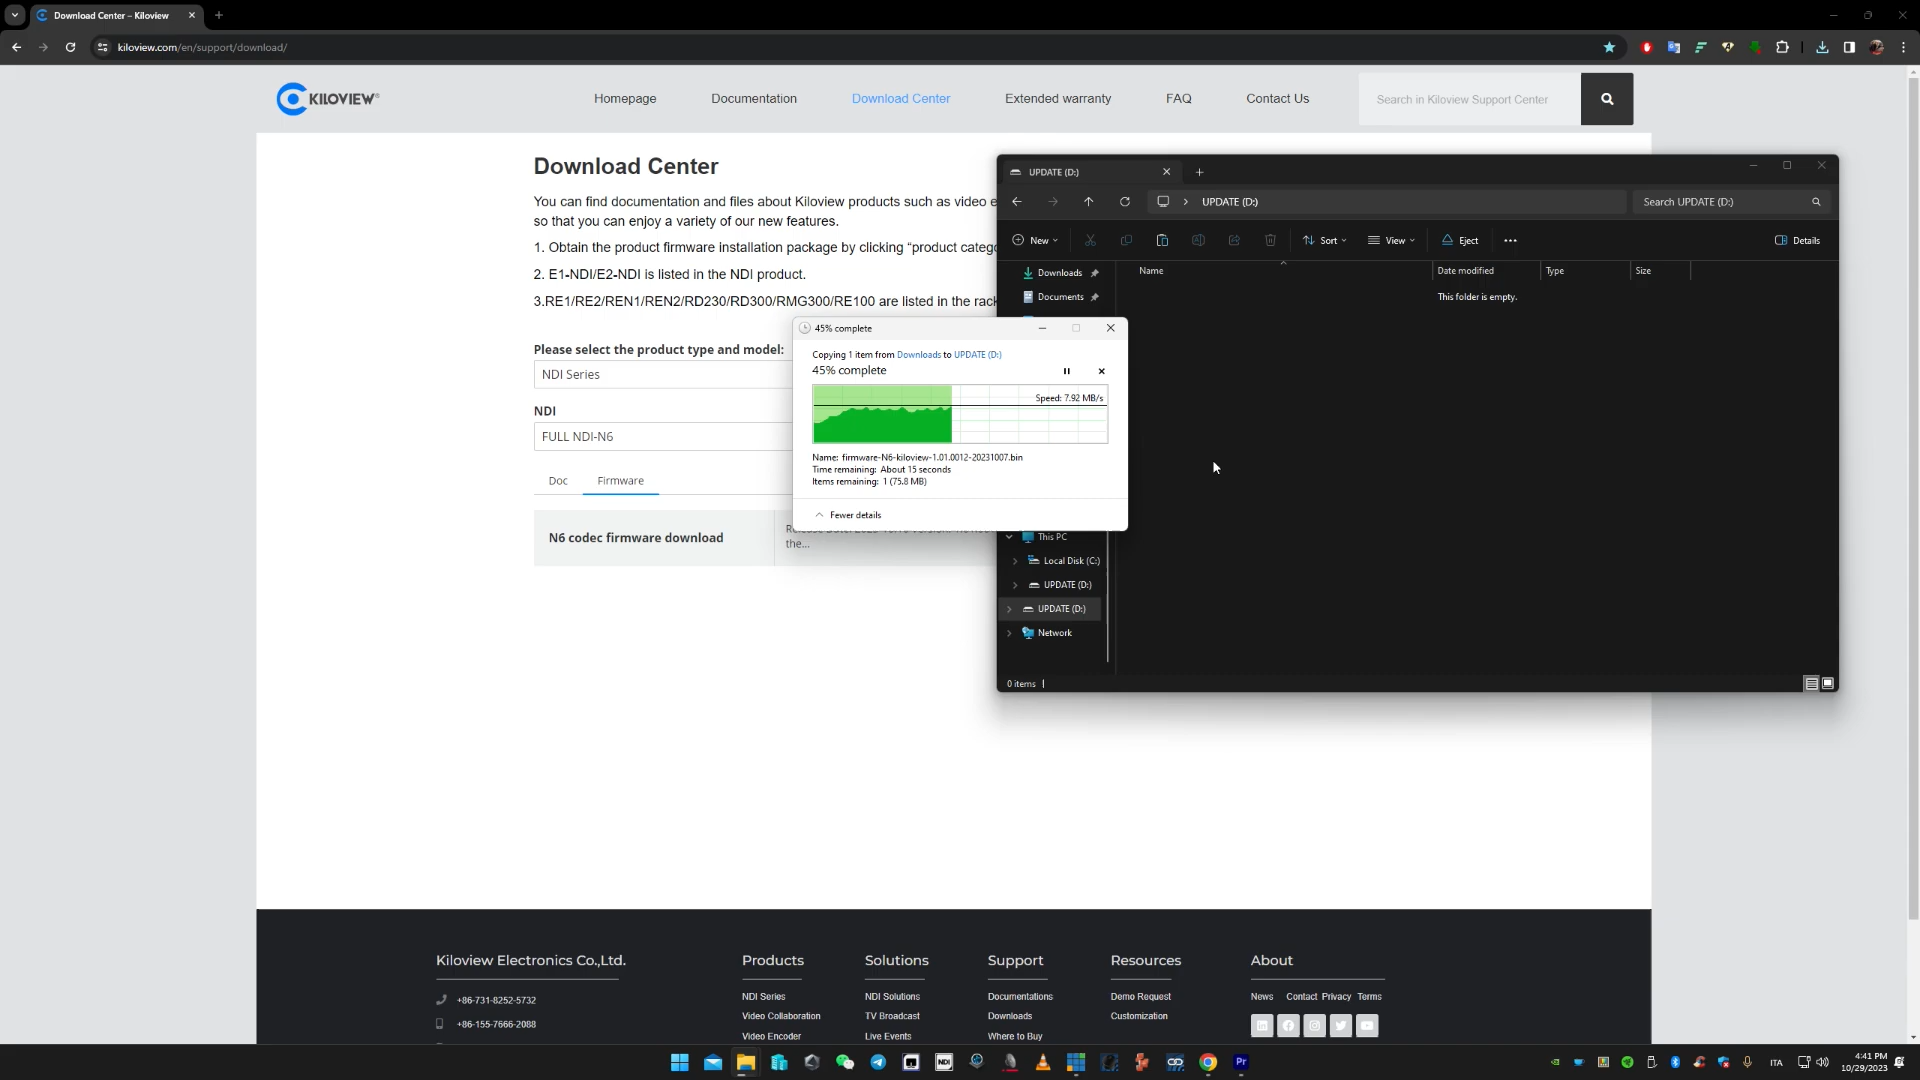 Download Center – Kiloview
kiloview.com/en/support/download/
KILOVIEW®
Homepage
Documentation
Download Center
Extended warranty
FAQ
Contact Us
Search in Kiloview Support Center
Download Center
You can find documentation and files about Kiloview products such as video e
so that you can enjoy a variety of our new features.
1. Obtain the product firmware installation package by clicking “product catego
2. E1-NDI/E2-NDI is listed in the NDI product.
3.RE1/RE2/REN1/REN2/RD230/RD300/RMG300/RE100 are listed in the rack
Please select the product type and model:
NDI Series
NDI
FULL NDI-N6
Doc
Firmware
N6 codec firmware download
the...
UPDATE (D:)
UPDATE (D:)
Search UPDATE (D:)
New
Sort
View
Eject
Details
Downloads
Documents
Name
Date modified
Type
Size
This folder is empty.
45% complete
Copying 1 item from Downloads to UPDATE (D:)
45% complete
Speed: 7.92 MB/s
Name: firmware-N6-kiloview-1.01.0012-20231007.bin
Time remaining: About 15 seconds
Items remaining: 1 (75.8 MB)
Fewer details
This PC
Local Disk (C:)
UPDATE (D:)
UPDATE (D:)
Network
0 items
Kiloview Electronics Co.,Ltd.
+86-731-8252-5732
+86-155-7666-2088
Products
NDI Series
Video Collaboration
Video Encoder
Solutions
NDI Solutions
TV Broadcast
Live Events
Support
Documentations
Downloads
Where to Buy
Resources
Demo Request
Customization
About
News Contact Privacy Terms
NDI
Pr
ITA
4:41 PM
10/29/2023